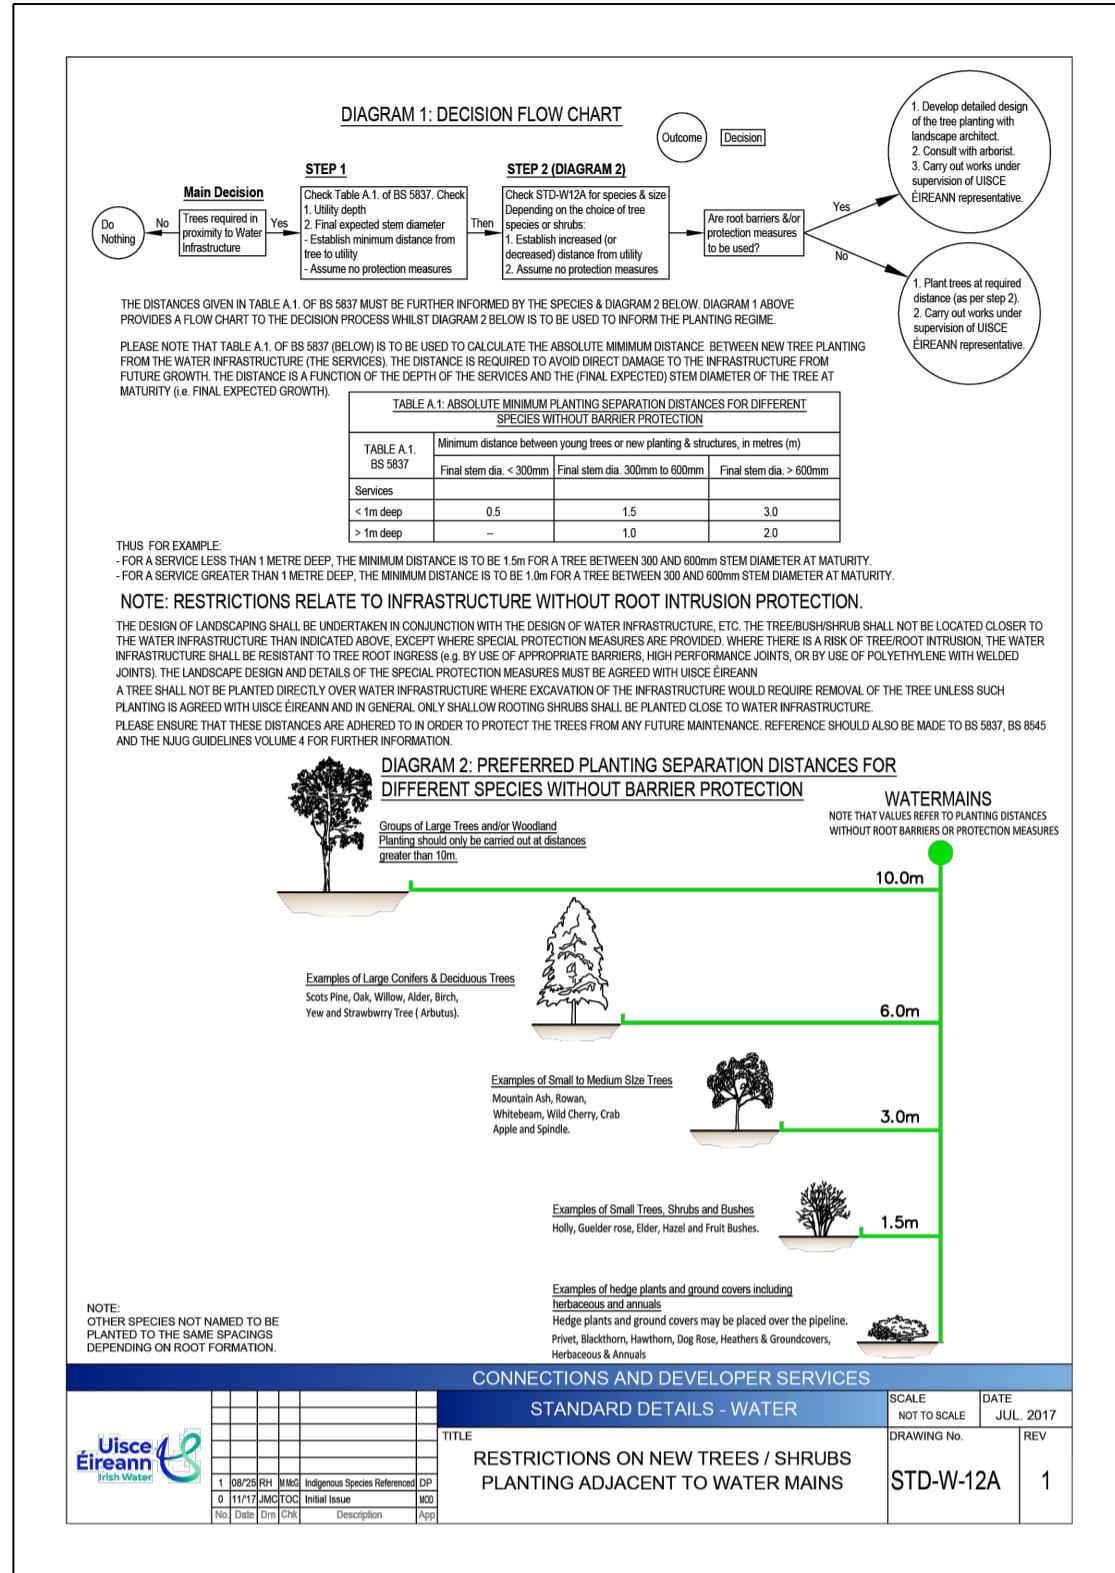 DIAGRAM 1: DECISION FLOW CHART
Outcome
Decision
1. Develop detailed design
of the tree planting with
landscape architect.
2. Consult with arborist.
3. Carry out works under
supervision of UISCE
ÉIREANN representative.
STEP 1
STEP 2 (DIAGRAM 2)
Main Decision
Do
Nothing
No
Trees required in
proximity to Water
Infrastructure
Yes
Check Table A.1. of BS 5837. Check
1. Utility depth
2. Final expected stem diameter
- Establish minimum distance from
tree to utility
- Assume no protection measures
Then
Check STD-W12A for species & size
Depending on the choice of tree
species or shrubs:
1. Establish increased (or
decreased) distance from utility
2. Assume no protection measures
Are root barriers &/or
protection measures
to be used?
Yes
No
1. Plant trees at required
distance (as per step 2).
2. Carry out works under
supervision of UISCE
ÉIREANN representative.
THE DISTANCES GIVEN IN TABLE A.1. OF BS 5837 MUST BE FURTHER INFORMED BY THE SPECIES & DIAGRAM 2 BELOW. DIAGRAM 1 ABOVE
PROVIDES A FLOW CHART TO THE DECISION PROCESS WHILST DIAGRAM 2 BELOW IS TO BE USED TO INFORM THE PLANTING REGIME.
PLEASE NOTE THAT TABLE A.1. OF BS 5837 (BELOW) IS TO BE USED TO CALCULATE THE ABSOLUTE MIMIMUM DISTANCE BETWEEN NEW TREE PLANTING
FROM THE WATER INFRASTRUCTURE (THE SERVICES). THE DISTANCE IS REQUIRED TO AVOID DIRECT DAMAGE TO THE INFRASTRUCTURE FROM
FUTURE GROWTH. THE DISTANCE IS A FUNCTION OF THE DEPTH OF THE SERVICES AND THE (FINAL EXPECTED) STEM DIAMETER OF THE TREE AT
MATURITY (i.e. FINAL EXPECTED GROWTH).
TABLE A.1: ABSOLUTE MINIMUM PLANTING SEPARATION DISTANCES FOR DIFFERENT
SPECIES WITHOUT BARRIER PROTECTION
TABLE A.1.
BS 5837
Minimum distance between young trees or new planting & structures, in metres (m)
Final stem dia. < 300mm Final stem dia. 300mm to 600mm Final stem dia. > 600mm
Services
< 1m deep 0.5 1.5 3.0
> 1m deep -- 1.0 2.0
THUS FOR EXAMPLE:
- FOR A SERVICE LESS THAN 1 METRE DEEP, THE MINIMUM DISTANCE IS TO BE 1.5m FOR A TREE BETWEEN 300 AND 600mm STEM DIAMETER AT MATURITY.
- FOR A SERVICE GREATER THAN 1 METRE DEEP, THE MINIMUM DISTANCE IS TO BE 1.0m FOR A TREE BETWEEN 300 AND 600mm STEM DIAMETER AT MATURITY.
NOTE: RESTRICTIONS RELATE TO INFRASTRUCTURE WITHOUT ROOT INTRUSION PROTECTION.
THE DESIGN OF LANDSCAPING SHALL BE UNDERTAKEN IN CONJUNCTION WITH THE DESIGN OF WATER INFRASTRUCTURE, ETC. THE TREE/BUSH/SHRUB SHALL NOT BE LOCATED CLOSER TO
THE WATER INFRASTRUCTURE THAN INDICATED ABOVE, EXCEPT WHERE SPECIAL PROTECTION MEASURES ARE PROVIDED. WHERE THERE IS A RISK OF TREE/ROOT INTRUSION, THE WATER
INFRASTRUCTURE SHALL BE RESISTANT TO TREE ROOT INGRESS (e.g. BY USE OF APPROPRIATE BARRIERS, HIGH PERFORMANCE JOINTS, OR BY USE OF POLYETHYLENE WITH WELDED
JOINTS). THE LANDSCAPE DESIGN AND DETAILS OF THE SPECIAL PROTECTION MEASURES MUST BE AGREED WITH UISCE ÉIREANN
A TREE SHALL NOT BE PLANTED DIRECTLY OVER WATER INFRASTRUCTURE WHERE EXCAVATION OF THE INFRASTRUCTURE WOULD REQUIRE REMOVAL OF THE TREE UNLESS SUCH
PLANTING IS AGREED WITH UISCE ÉIREANN AND IN GENERAL ONLY SHALLOW ROOTING SHRUBS SHALL BE PLANTED CLOSE TO WATER INFRASTRUCTURE.
PLEASE ENSURE THAT THESE DISTANCES ARE ADHERED TO IN ORDER TO PROTECT THE TREES FROM ANY FUTURE MAINTENANCE. REFERENCE SHOULD ALSO BE MADE TO BS 5837, BS 8545
AND THE NJUG GUIDELINES VOLUME 4 FOR FURTHER INFORMATION.
DIAGRAM 2: PREFERRED PLANTING SEPARATION DISTANCES FOR
DIFFERENT SPECIES WITHOUT BARRIER PROTECTION
WATERMAINS
NOTE THAT VALUES REFER TO PLANTING DISTANCES
WITHOUT ROOT BARRIERS OR PROTECTION MEASURES
Groups of Large Trees and/or Woodland
Planting should only be carried out at distances
greater than 10m.
10.0m
Examples of Large Conifers & Deciduous Trees
Scots Pine, Oak, Willow, Alder, Birch,
Yew and Strawbwrry Tree ( Arbutus).
6.0m
Examples of Small to Medium SIze Trees
Mountain Ash, Rowan,
Whitebeam, Wild Cherry, Crab
Apple and Spindle.
3.0m
Examples of Small Trees, Shrubs and Bushes
Holly, Guelder rose, Elder, Hazel and Fruit Bushes.
1.5m
Examples of hedge plants and ground covers including
herbaceous and annuals
Hedge plants and ground covers may be placed over the pipeline.
Privet, Blackthorn, Hawthorn, Dog Rose, Heathers & Groundcovers,
Herbaceous & Annuals
NOTE:
OTHER SPECIES NOT NAMED TO BE
PLANTED TO THE SAME SPACINGS
DEPENDING ON ROOT FORMATION.
CONNECTIONS AND DEVELOPER SERVICES
STANDARD DETAILS - WATER
SCALE
NOT TO SCALE
DATE
JUL. 2017
Uisce
Éireann
Irish Water
TITLE
RESTRICTIONS ON NEW TREES / SHRUBS
PLANTING ADJACENT TO WATER MAINS
DRAWING No.
STD-W-12A
REV
1
1 08/'25 RH M McG Indigenous Species Referenced DP
0 11/'17 JMC TOC Initial Issue MOD
No. Date Drn Chk Description App